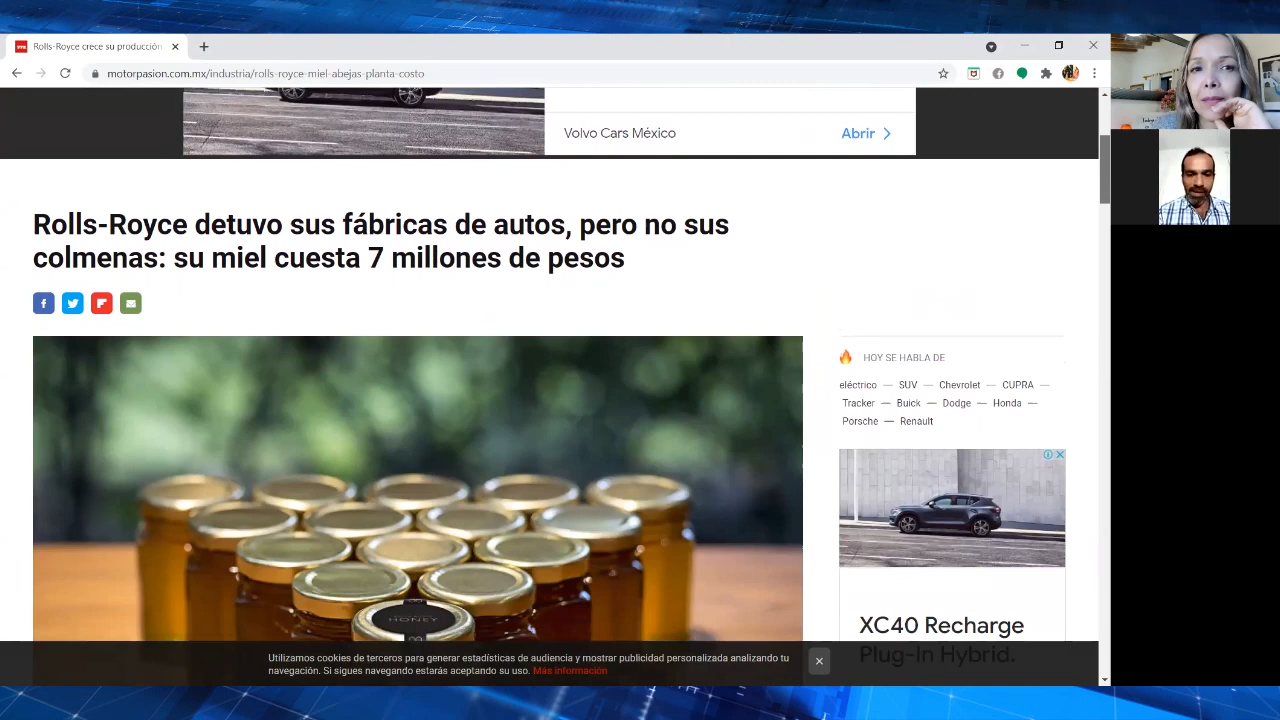 Rolls-Royce crece su producción
motorpasion.com.mx/industria/rolls-royce-miel-abejas-planta-costo
Volvo Cars México
Abrir
Rolls-Royce detuvo sus fábricas de autos, pero no sus
colmenas: su miel cuesta 7 millones de pesos
HOY SE HABLA DE
eléctrico — SUV — Chevrolet — CUPRA —
Tracker — Buick — Dodge — Honda —
Porsche — Renault
HONEY
XC40 Recharge
Plug-In Hybrid.
Utilizamos cookies de terceros para generar estadísticas de audiencia y mostrar publicidad personalizada analizando tu
navegación. Si sigues navegando estarás aceptando su uso. Más información